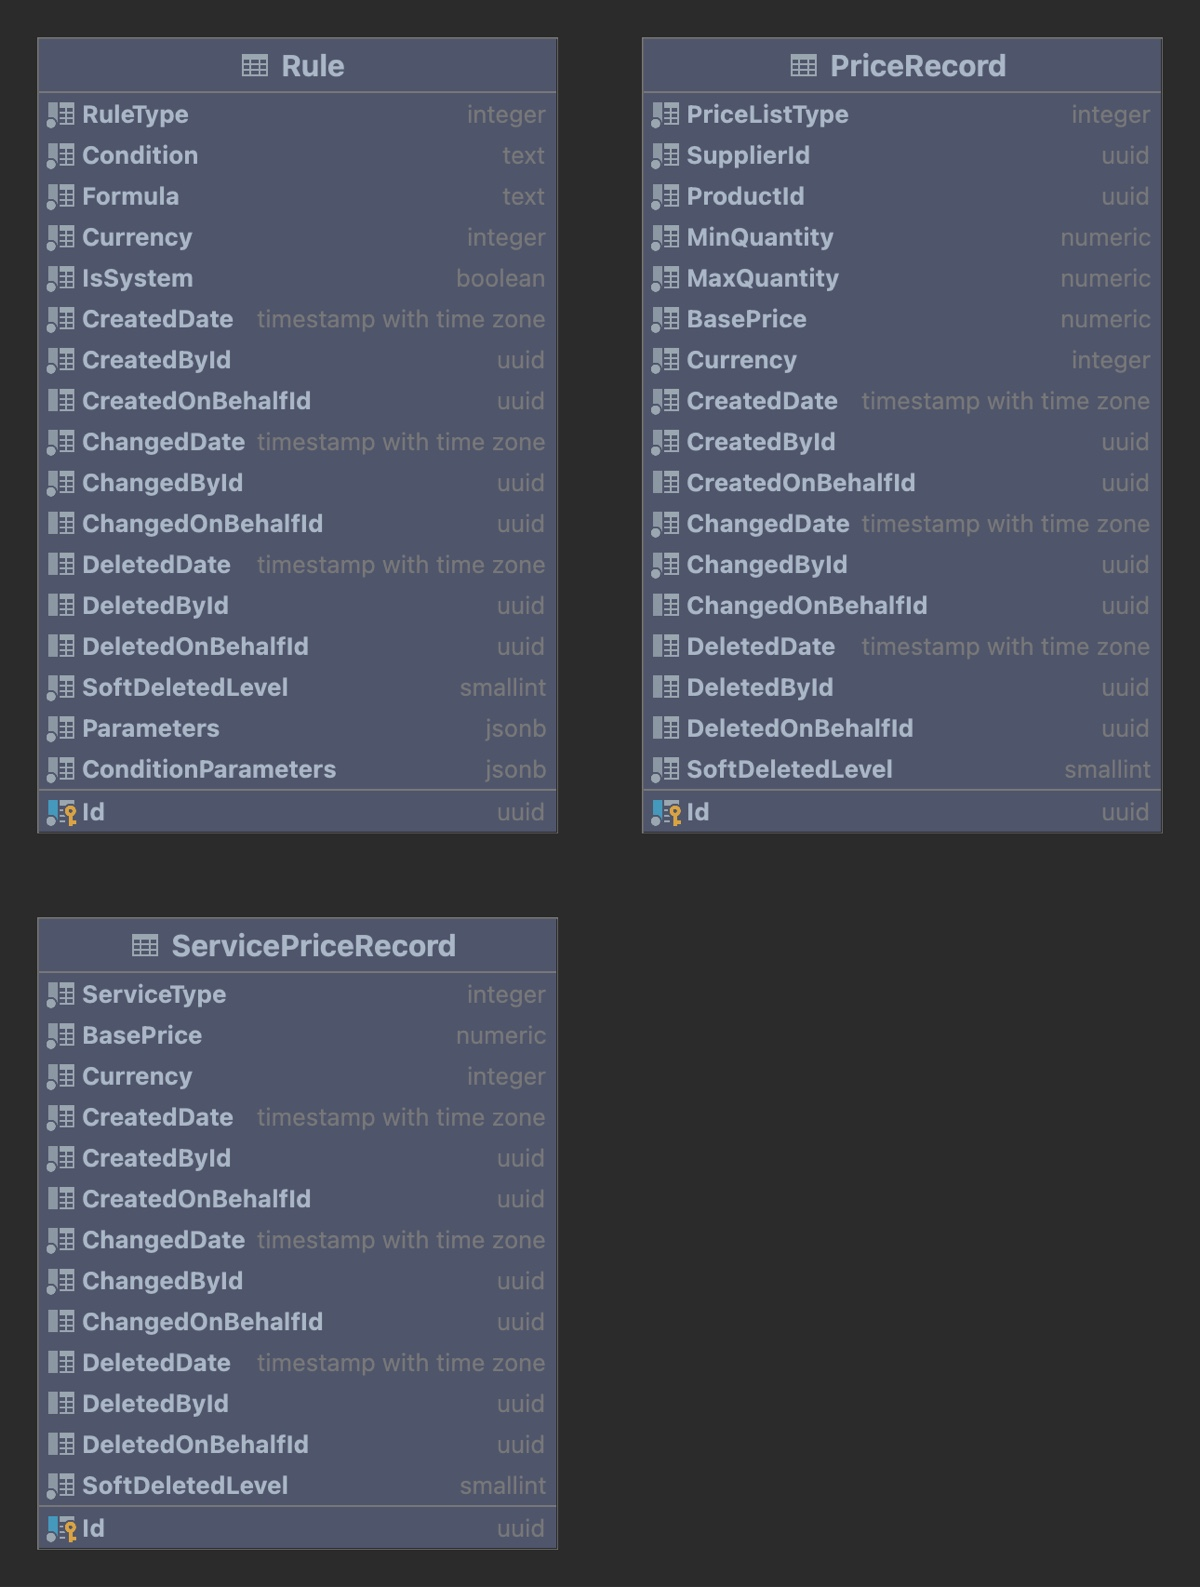 Rule
RuleType integer
Condition text
Formula text
Currency integer
IsSystem boolean
CreatedDate timestamp with time zone
CreatedById uuid
CreatedOnBehalfId uuid
ChangedDate timestamp with time zone
ChangedById uuid
ChangedOnBehalfId uuid
DeletedDate timestamp with time zone
DeletedById uuid
DeletedOnBehalfId uuid
SoftDeletedLevel smallint
Parameters jsonb
ConditionParameters jsonb
Id uuid
PriceRecord
PriceListType integer
SupplierId uuid
ProductId uuid
MinQuantity numeric
MaxQuantity numeric
BasePrice numeric
Currency integer
CreatedDate timestamp with time zone
CreatedById uuid
CreatedOnBehalfId uuid
ChangedDate timestamp with time zone
ChangedById uuid
ChangedOnBehalfId uuid
DeletedDate timestamp with time zone
DeletedById uuid
DeletedOnBehalfId uuid
SoftDeletedLevel smallint
Id uuid
ServicePriceRecord
ServiceType integer
BasePrice numeric
Currency integer
CreatedDate timestamp with time zone
CreatedById uuid
CreatedOnBehalfId uuid
ChangedDate timestamp with time zone
ChangedById uuid
ChangedOnBehalfId uuid
DeletedDate timestamp with time zone
DeletedById uuid
DeletedOnBehalfId uuid
SoftDeletedLevel smallint
Id uuid